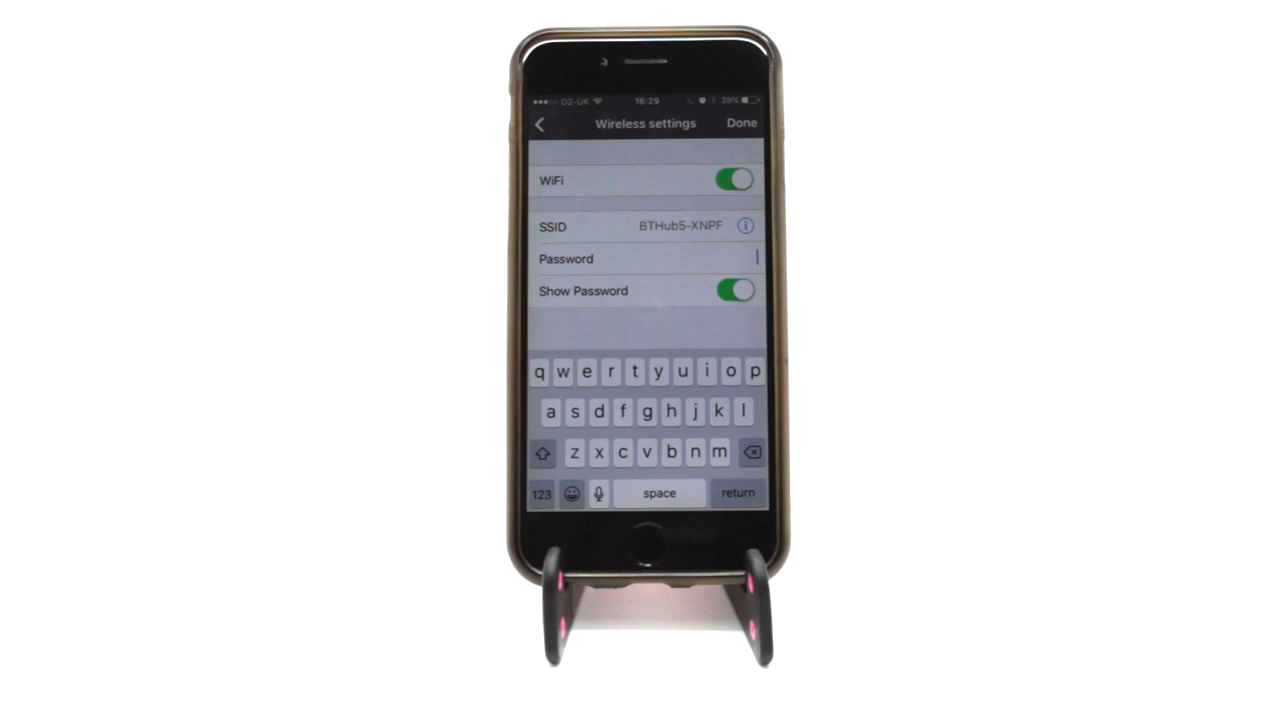 O2-UK 16:29 39%
Wireless settings Done
WiFi
SSID BTHub5-XNPF
Password
Show Password
q w e r t y u i o p
a s d f g h j k l
z x c v b n m
123 space return